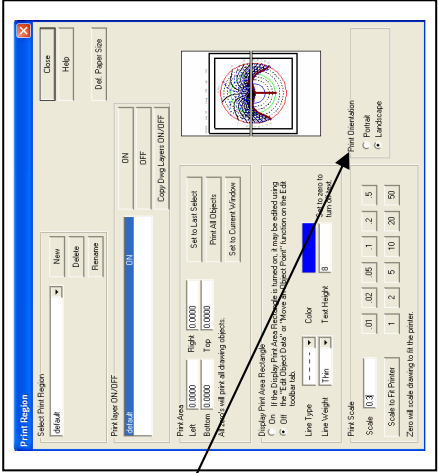 Print Region
Select Print Region
default
New
Delete
Rename
Close
Help
Def. Paper Size
Print layer ON/OFF
default ON
ON
OFF
Copy Dwg Layers ON/OFF
Print Area
Left 0.0000 Right 0.0000
Bottom 0.0000 Top 0.0000
All zero's will print all drawing objects.
Set to Last Select
Print All Objects
Set to Current Window
Display Print Area Rectangle
On
Off
If the Display Print Area Rectangle is turned on, it may be edited using
the "Edit Object Data" or "Move an Object Point" function on the Edit
toolbar tab.
Line Type Color
Line Weight Thin Text Height 8
Set to zero to
turn off text.
Print Scale
Scale 0.3
.01 .02 .05 .1 .2 .5
Scale to Fit Printer
1 2 5 10 20 50
Zero will scale drawing to fit the printer.
Print Orientation
Portrait
Landscape